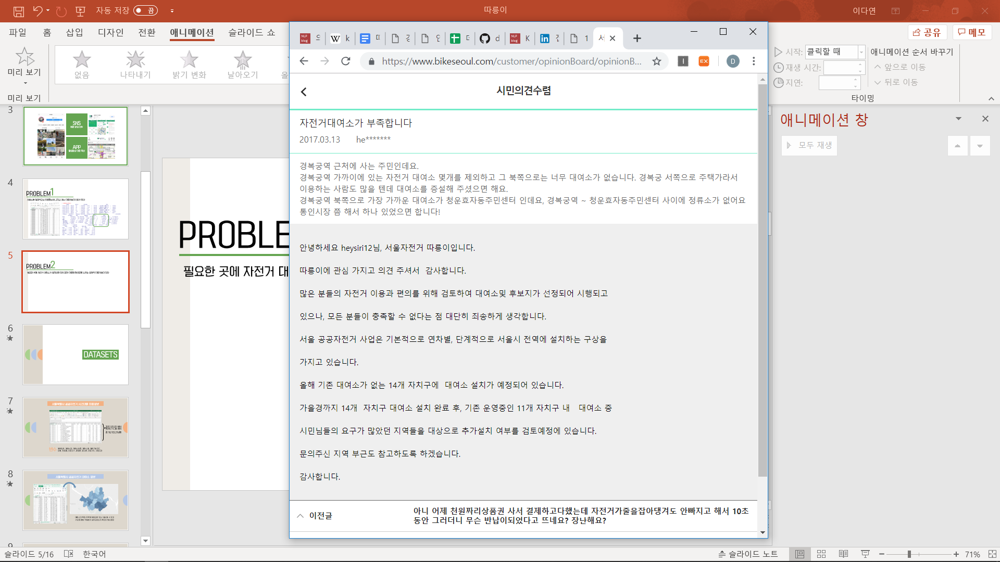 자동 저장 끔
따릉이
이다연
파일 홈 삽입 디자인 전환 애니메이션 슬라이드 쇼
공유 메모
미리 보기
미리 보기
없음 나타내기 밝기 변화 날아오기 올
시작: 클릭할 때
재생 시간:
지연:
애니메이션 순서 바꾸기
앞으로 이동
뒤로 이동
타이밍
애니메이션 창
모두 재생
https://www.bikeseoul.com/customer/opinionBoard/opinionB...
시민의견수렴
자전거대여소가 부족합니다
2017.03.13 he*******
경복궁역 근처에 사는 주민인데요.
경복궁역 가까이에 있는 자전거 대여소 몇개를 제외하고 그 북쪽으로는 너무 대여소가 없습니다. 경복궁 서쪽으로 주택가라서
이용하는 사람도 많을 텐데 대여소를 증설해 주셨으면 해요.
경복궁역 북쪽으로 가장 가까운 대여소가 청운효자동주민센터 인데요, 경복궁역 ~ 청운효자동주민센터 사이에 정류소가 없어요
통인시장 쯤 해서 하나 있었으면 합니다!
안녕하세요 heysiri12님, 서울자전거 따릉이입니다.
따릉이에 관심 가지고 의견 주셔서 감사합니다.
많은 분들의 자전거 이용과 편의를 위해 검토하여 대여소및 후보지가 선정되어 시행되고
있으나, 모든 분들이 충족할 수 없다는 점 대단히 죄송하게 생각합니다.
서울 공공자전거 사업은 기본적으로 연차별, 단계적으로 서울시 전역에 설치하는 구상을
가지고 있습니다.
올해 기존 대여소가 없는 14개 자치구에 대여소 설치가 예정되어 있습니다.
가을경까지 14개 자치구 대여소 설치 완료 후, 기존 운영중인 11개 자치구 내 대여소 중
시민님들의 요구가 많았던 지역들을 대상으로 추가설치 여부를 검토예정에 있습니다.
문의주신 지역 부근도 참고하도록 하겠습니다.
감사합니다.
이전글
아니 어제 천원짜리상품권 사서 결제하고다했는데 자전거가줄을잡아댕겨도 안빠지고 해서 10초
동안 그러더니 무슨 반납이되었다고 뜨네요? 장난해요?
PROBLE
필요한 곳에 자전거 대
3
SNS
APP
4
PROBLEM1
5
PROBLEM2
6
DATASETS
7
8
9
슬라이드 5/16 한국어
슬라이드 노트
71%